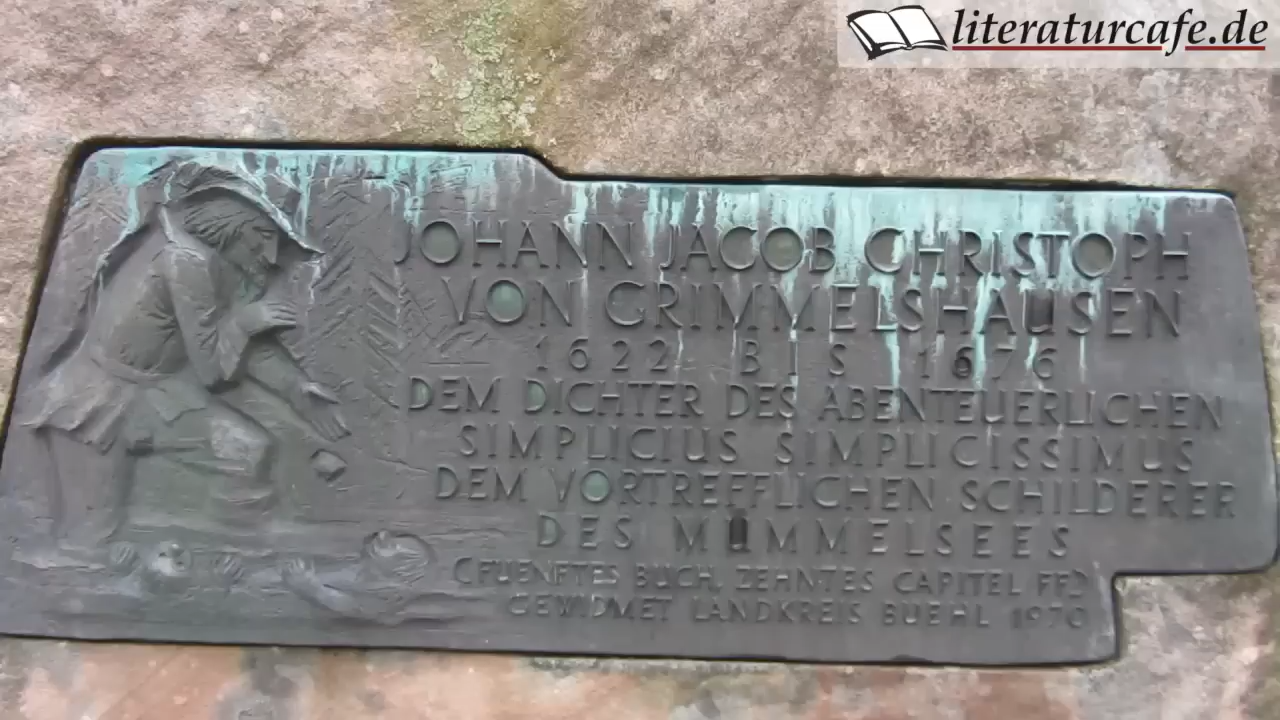 literaturcafe.de
JOHANN JACOB CHRISTOPH
VON GRIMMELSHAUSEN
1622 BIS 1676
DEM DICHTER DES ABENTEUERLICHEN
SIMPLICIUS SIMPLICISSIMUS
DEM VORTREFFLICHEN SCHILDERER
DES MUMMELSEES
(FUENFTES BUCH, ZEHNTES CAPITEL FF)
GEWIDMET LANDKREIS BUEHL 1970